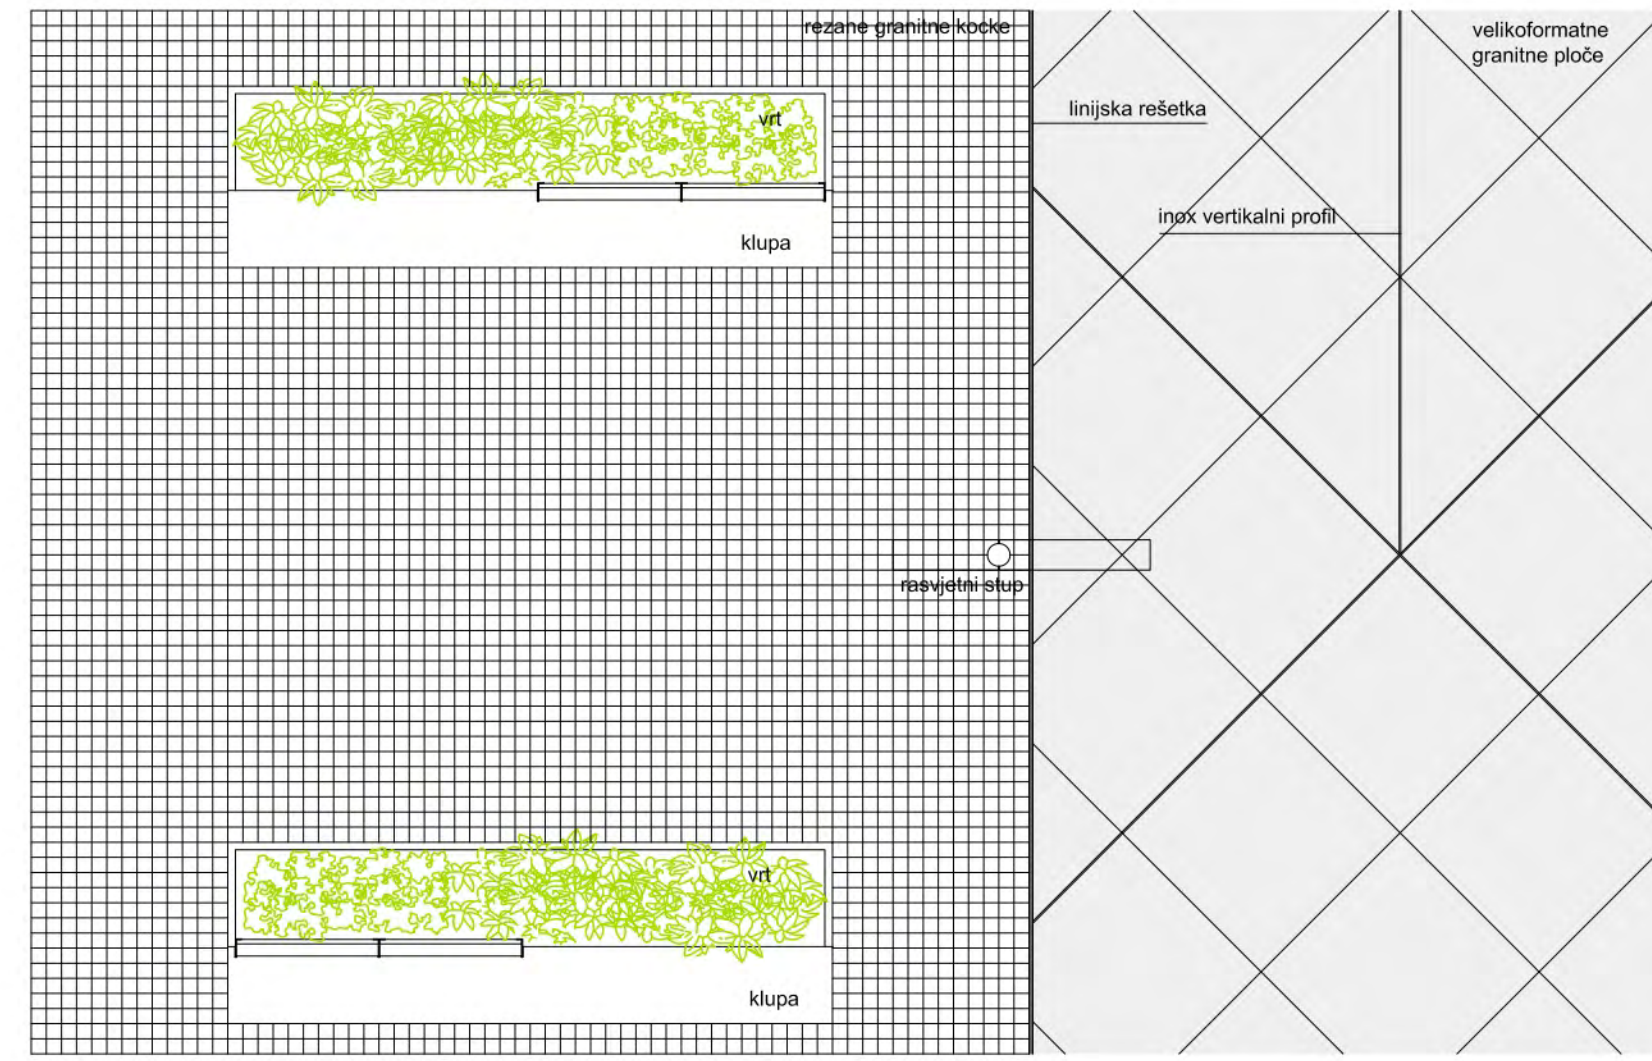 rezane granitne kocke
velikoformatne
granitne ploče
linijska rešetka
vrt
inox vertikalni profil
klupa
rasvjetni stup
vrt
klupa